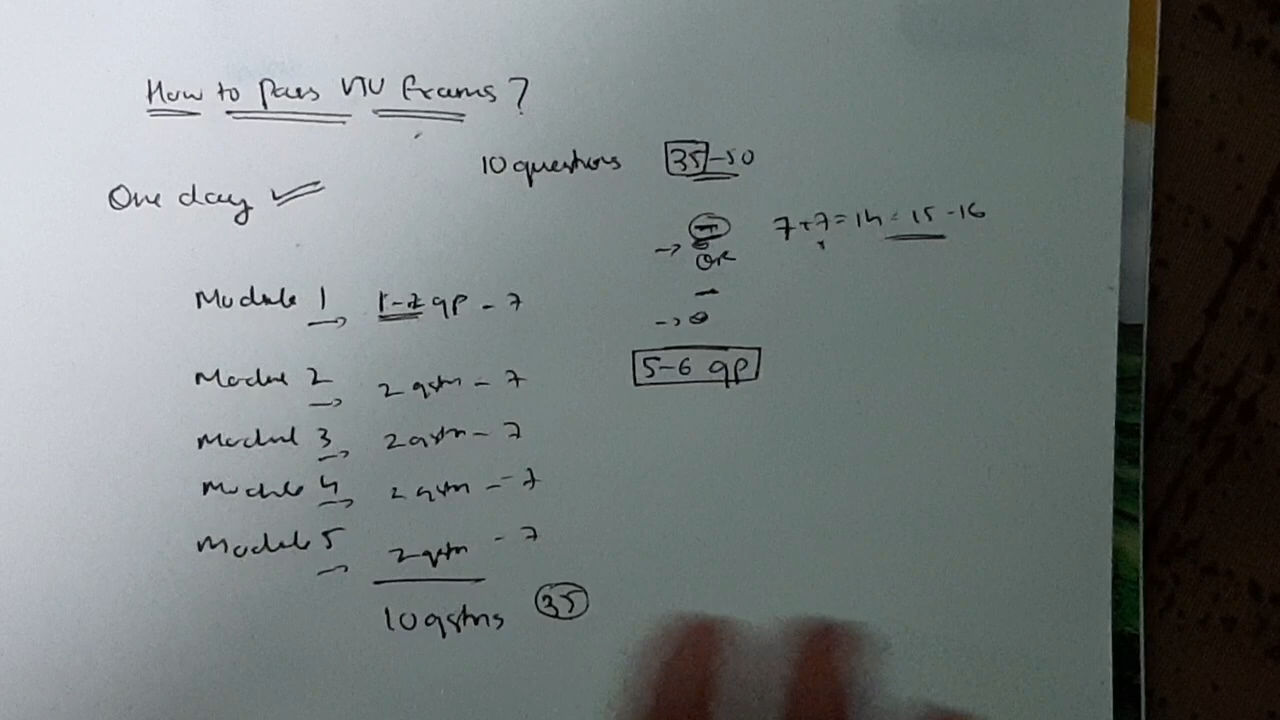 How to Pass VTU Exams?
10 questions 35-50
One day
7+7=14 = 15-16
OR
Module 1 1-2 qp - 7
Module 2 2 qstn - 7
5-6 qp
Modul 3 2 qstn - 7
Module 4 2 qstn - 7
Module 5 2 qstn - 7
10 qstns 35